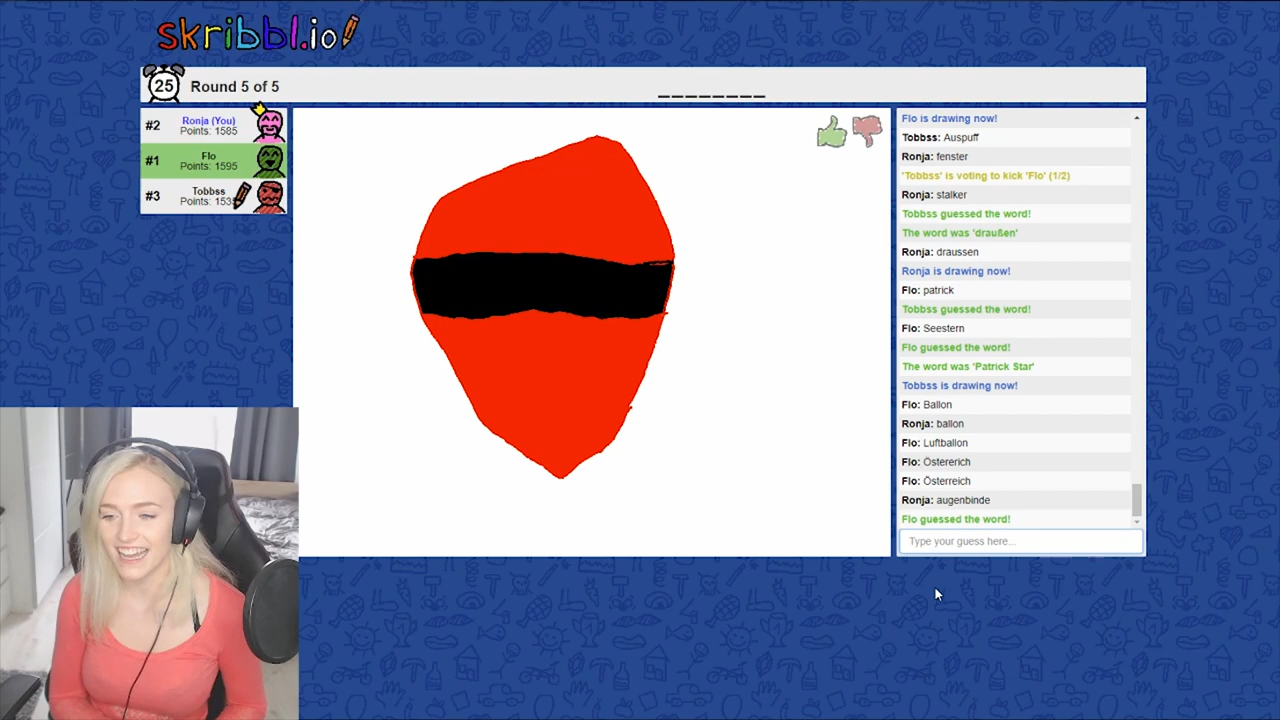 skribbl.io
25
Round 5 of 5
________
#2
Ronja (You)
Points: 1585
#1
Flo
Points: 1595
#3
Tobbss
Points: 153
Flo is drawing now!
Tobbss: Auspuff
Ronja: fenster
'Tobbss' is voting to kick 'Flo' (1/2)
Ronja: stalker
Tobbss guessed the word!
The word was 'draußen'
Ronja: draussen
Ronja is drawing now!
Flo: patrick
Tobbss guessed the word!
Flo: Seestern
Flo guessed the word!
The word was 'Patrick Star'
Tobbss is drawing now!
Flo: Ballon
Ronja: ballon
Flo: Luftballon
Flo: Östererich
Flo: Österreich
Ronja: augenbinde
Flo guessed the word!
Type your guess here...